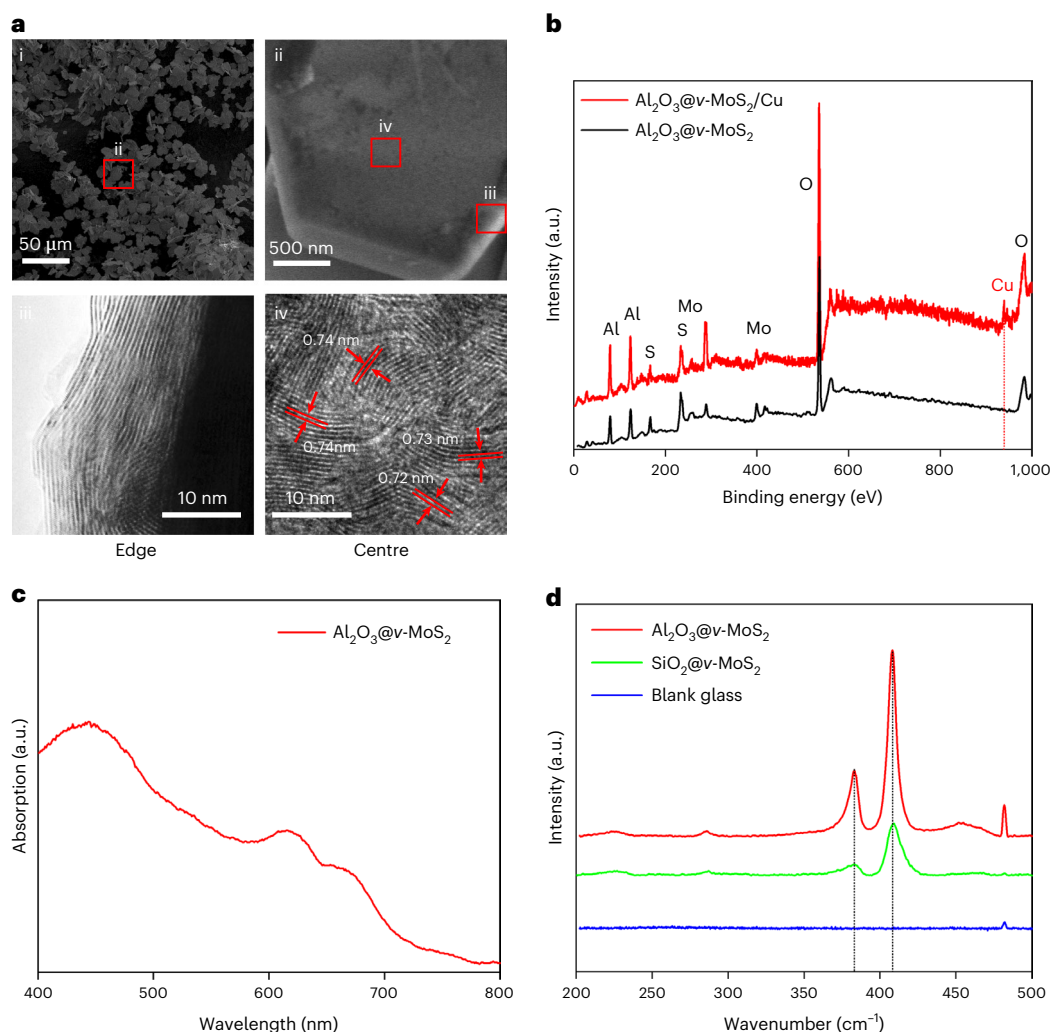 a
i
ii
50 µm
ii
iv
iii
500 nm
iii
10 nm
iv
0.74 nm
0.74nm
0.73 nm
0.72 nm
10 nm
Edge
Centre
b
Al₂O₃@v-MoS₂/Cu
Al₂O₃@v-MoS₂
O
O
Cu
Mo
Al
Al
S
S
Mo
Intensity (a.u.)
0
200
400
600
800
1,000
Binding energy (eV)
c
Al₂O₃@v-MoS₂
Absorption (a.u.)
400
500
600
700
800
Wavelength (nm)
d
Al₂O₃@v-MoS₂
SiO₂@v-MoS₂
Blank glass
Intensity (a.u.)
200
250
300
350
400
450
500
Wavenumber (cm⁻¹)